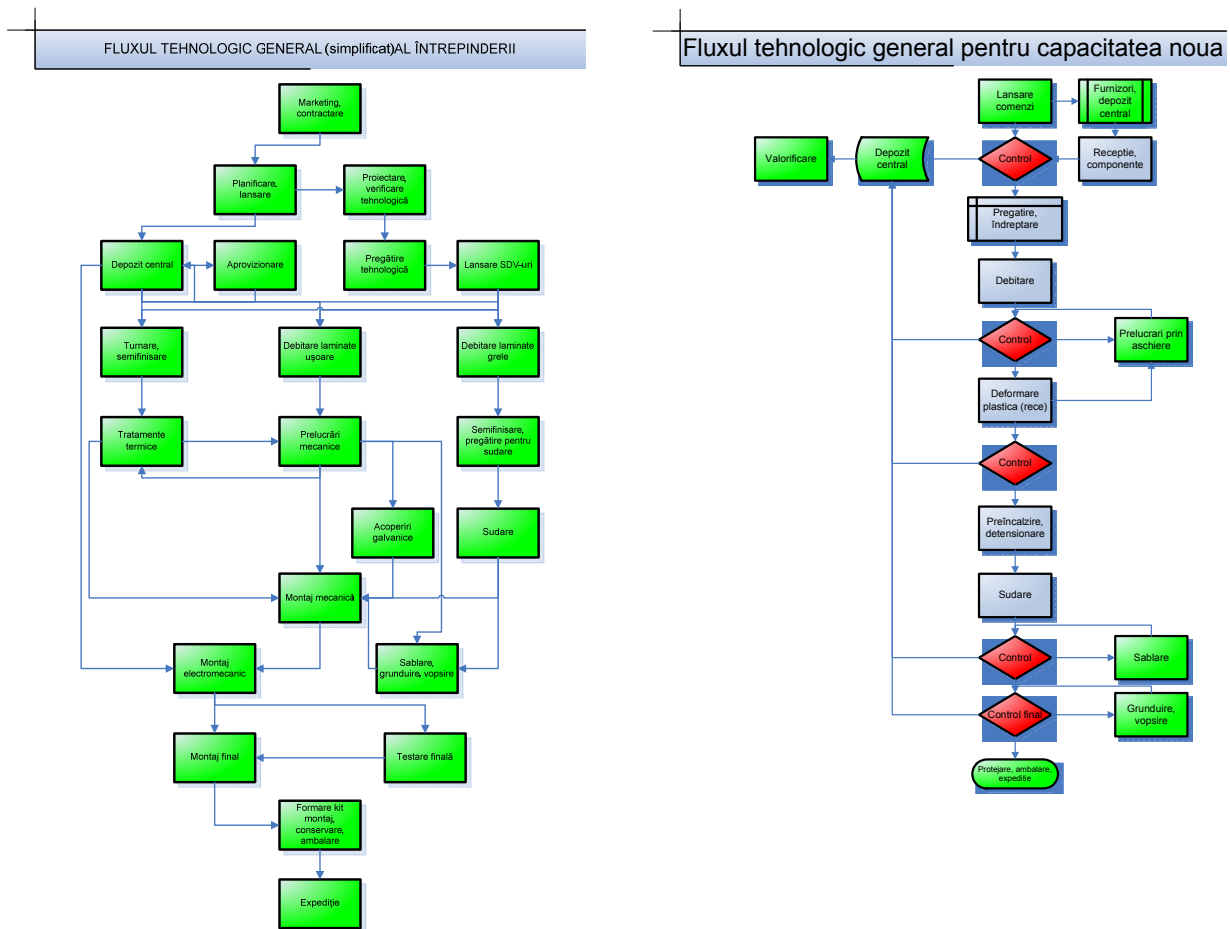 FLUXUL TEHNOLOGIC GENERAL (simplificat)AL ÎNTREPINDERII
Marketing,
contractare
Planificare,
lansare
Proiectare,
verificare
tehnologică
Depozit central
Aprovizionare
Pregătire
tehnologică
Lansare SDV-uri
Turnare,
semifinisare
Debitare laminate
ușoare
Debitare laminate
grele
Tratamente
termice
Prelucrări
mecanice
Semifinisare,
pregătire pentru
sudare
Acoperiri
galvanice
Sudare
Montaj mecanică
Montaj
electromecanic
Sablare,
grunduire, vopsire
Montaj final
Testare finală
Formare kit
montaj,
conservare,
ambalare
Expediție
Fluxul tehnologic general pentru capacitatea noua
Lansare
comenzi
Furnizori,
depozit
central
Valorificare
Depozit
central
Control
Receptie,
componente
Pregatire,
îndreptare
Debitare
Control
Prelucrari prin
aschiere
Deformare
plastica (rece)
Control
Preîncalzire,
detensionare
Sudare
Control
Sablare
Control final
Grunduire,
vopsire
Protejare, ambalare,
expeditie